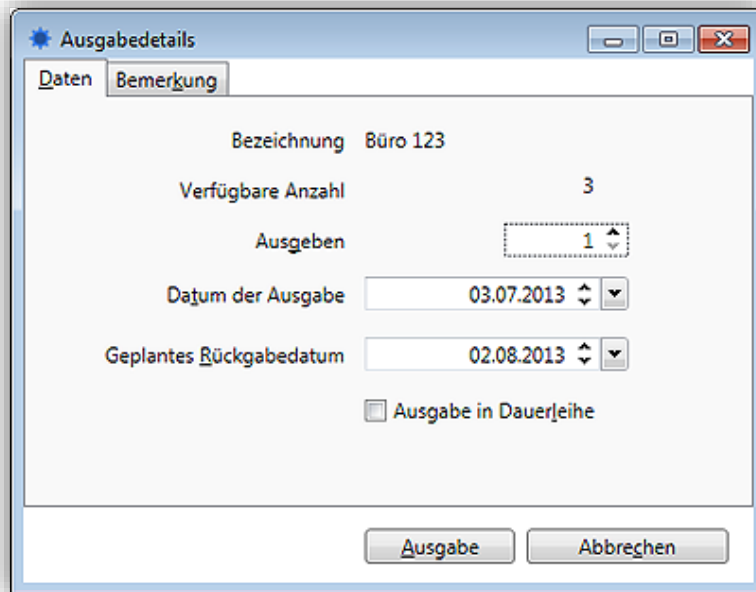 Ausgabedetails
Daten Bemerkung
Bezeichnung Büro 123
Verfügbare Anzahl 3
Ausgeben 1
Datum der Ausgabe 03.07.2013
Geplantes Rückgabedatum 02.08.2013
Ausgabe in Dauerleihe
Ausgabe Abbrechen